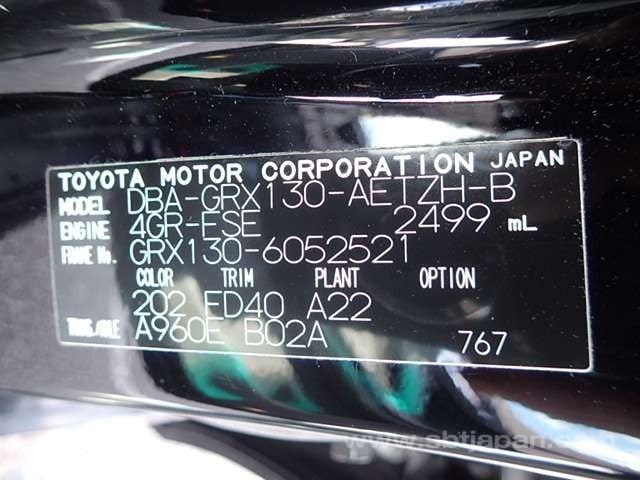 TOYOTA MOTOR CORPORATION JAPAN
MODEL DBA-GRX130-AETZH-B
ENGINE 4GR-FSE 2499 mL
FRAME No. GRX130-6052521
COLOR TRIM PLANT OPTION
202 ED40 A22
TRANS/AXLE A960E B02A 767
www.sbtjapan.com